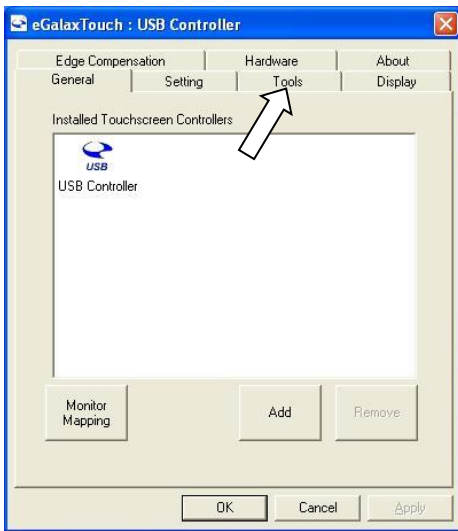 eGalaxTouch : USB Controller
Edge Compensation Hardware About
General Setting Tools Display
Installed Touchscreen Controllers
USB
USB Controller
Monitor
Mapping
Add
Remove
OK Cancel Apply